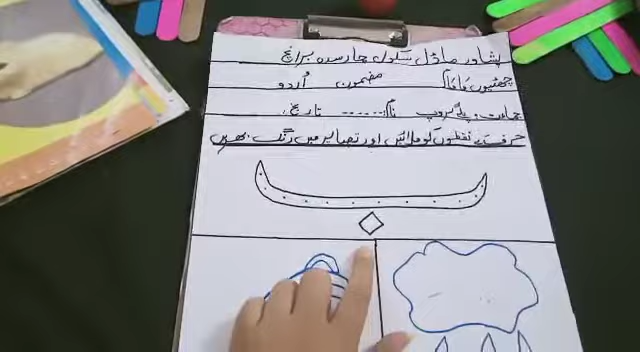 پشاور ماڈل سکول چارسدہ برانچ
چھٹیوں کا کام مضمون اُردو
جماعت: پلے گروپ نام ...... تاریخ:
حرف ب نقطوں کو ملائیں اور تصاویر میں رنگ بھریں
ب